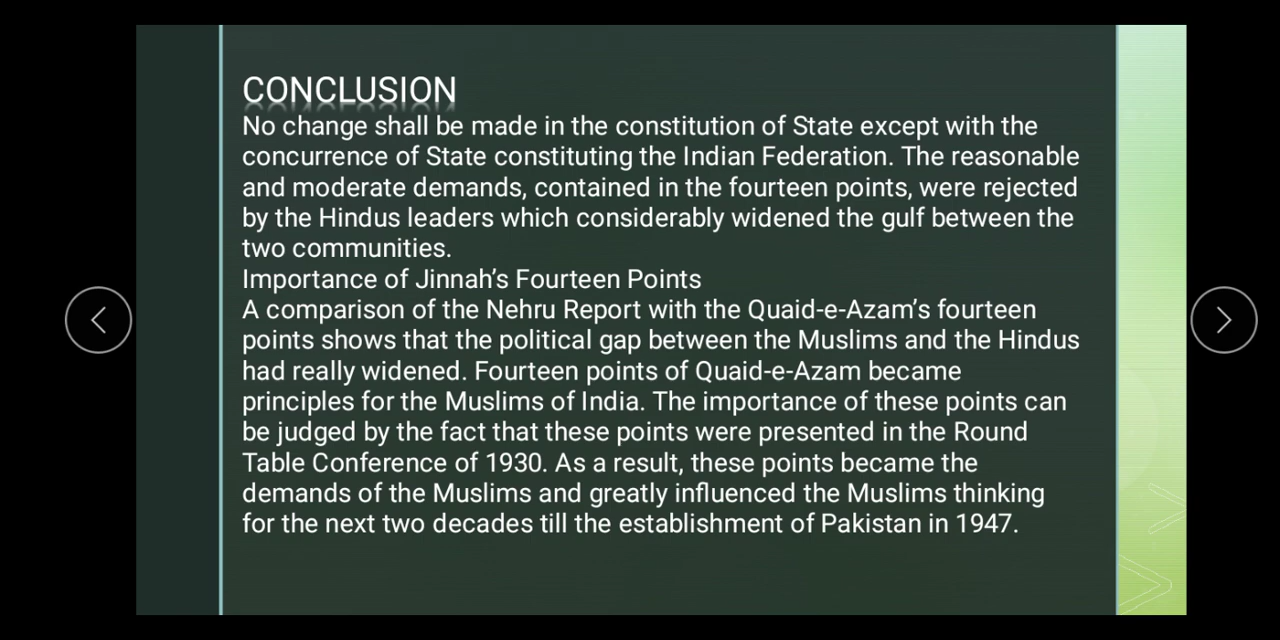 CONCLUSION
No change shall be made in the constitution of State except with the
concurrence of State constituting the Indian Federation. The reasonable
and moderate demands, contained in the fourteen points, were rejected
by the Hindus leaders which considerably widened the gulf between the
two communities.
Importance of Jinnah’s Fourteen Points
A comparison of the Nehru Report with the Quaid-e-Azam’s fourteen
points shows that the political gap between the Muslims and the Hindus
had really widened. Fourteen points of Quaid-e-Azam became
principles for the Muslims of India. The importance of these points can
be judged by the fact that these points were presented in the Round
Table Conference of 1930. As a result, these points became the
demands of the Muslims and greatly influenced the Muslims thinking
for the next two decades till the establishment of Pakistan in 1947.